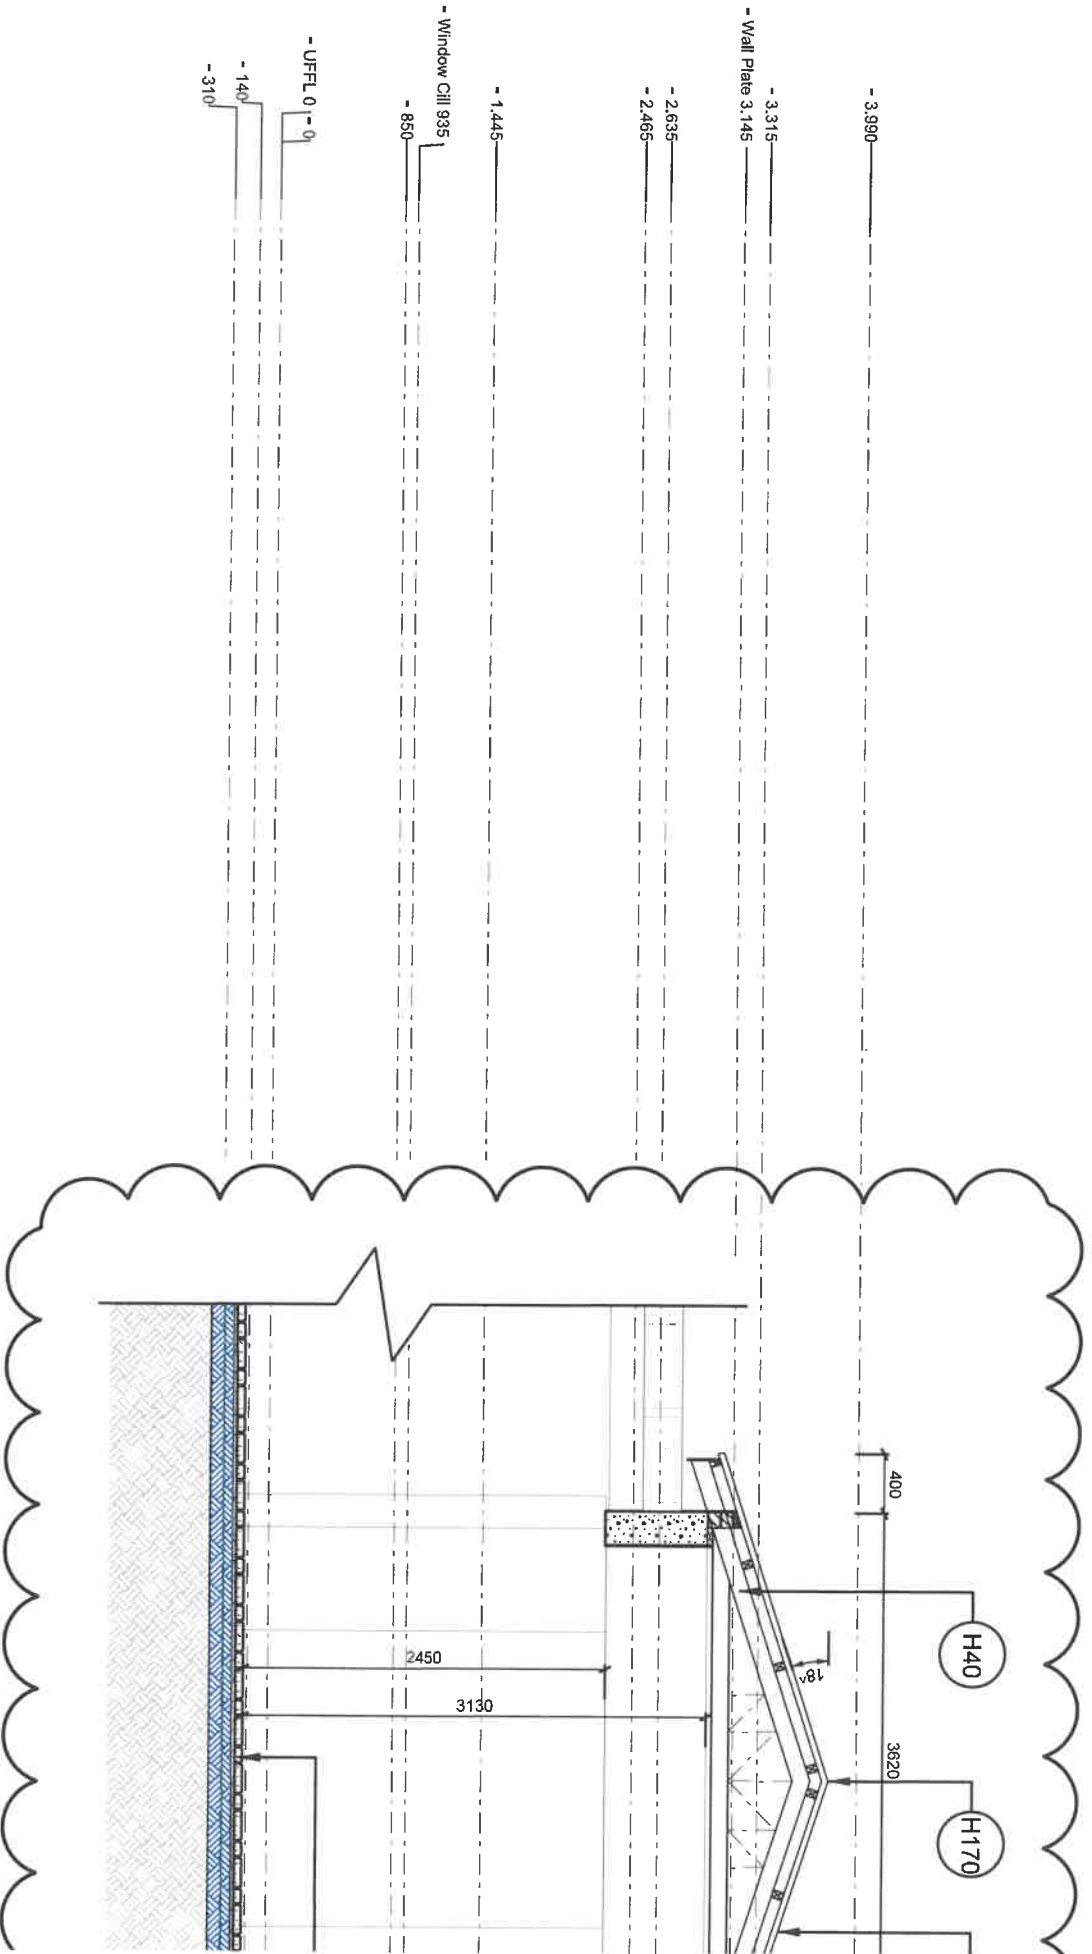 - 3.990
- 3.315
- Wall Plate 3.145
- 2.635
- 2.465
- 1.445
- Window Cill 935
- 850
- UFFL 0 - 0
- 140
- 310
400
3620
H40
H170
18°
2450
3130